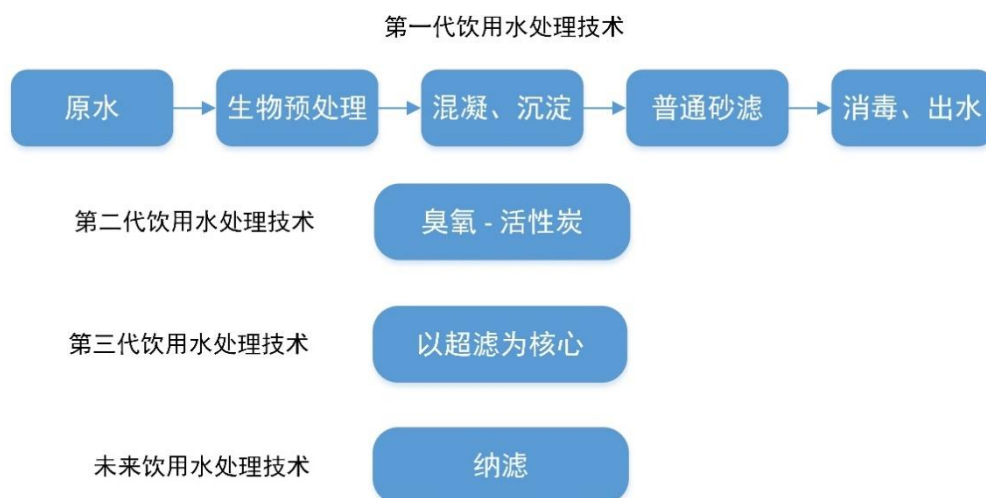 第一代饮用水处理技术
原水 生物预处理 混凝、沉淀 普通砂滤 消毒、出水
第二代饮用水处理技术 臭氧 - 活性炭
第三代饮用水处理技术 以超滤为核心
未来饮用水处理技术 纳滤